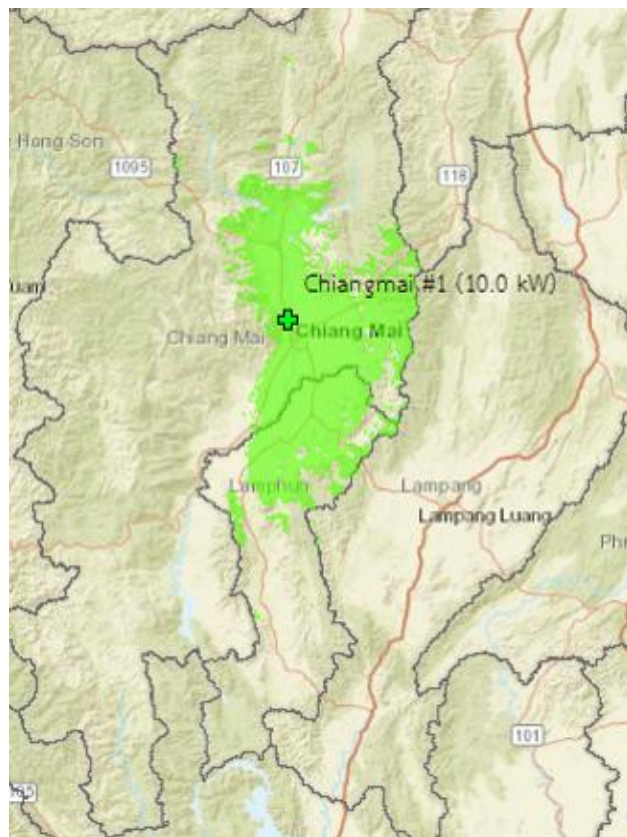 Hong Son
1095
107
118
Chiangmai #1 (10.0 kW)
Chiang Mai
Chiang Mai
Lamphun
Lampang
Lampang Luang
101